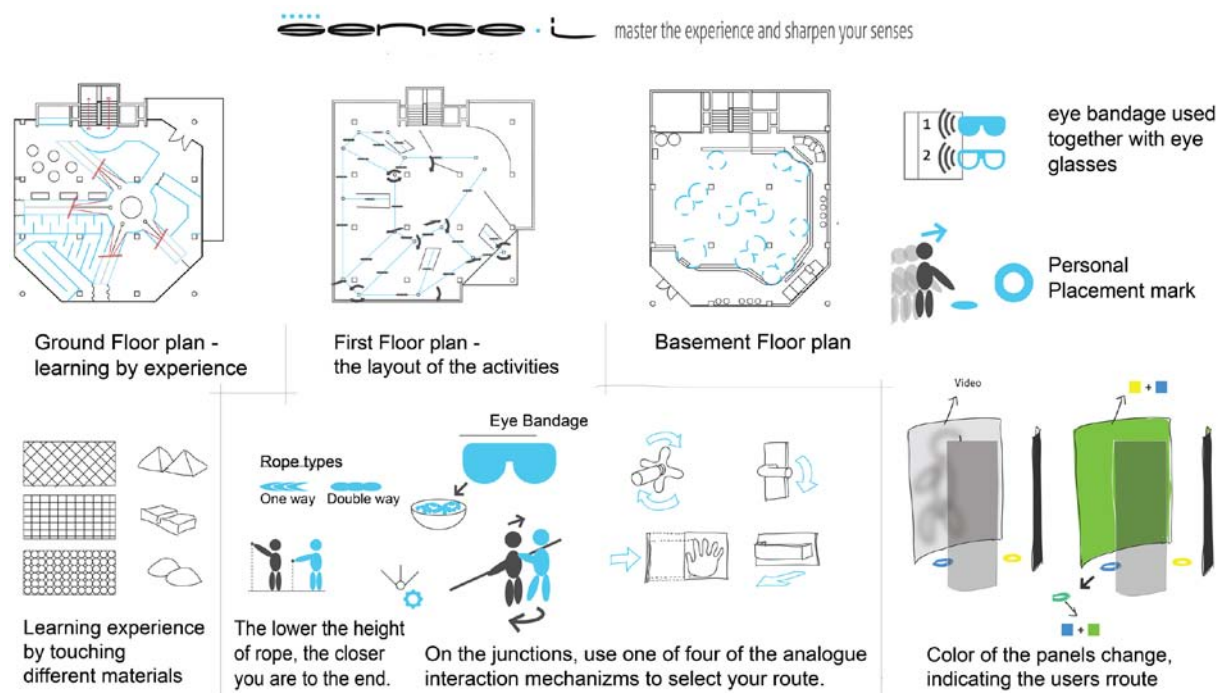 sense.i master the experience and sharpen your senses
1
2
eye bandage used
together with eye
glasses
Personal
Placement mark
Ground Floor plan -
learning by experience
First Floor plan -
the layout of the activities
Basement Floor plan
Eye Bandage
Rope types
One way Double way
Video
+
Learning experience
by touching
different materials
The lower the height
of rope, the closer
you are to the end.
On the junctions, use one of four of the analogue
interaction mechanizms to select your route.
+
Color of the panels change,
indicating the users rroute